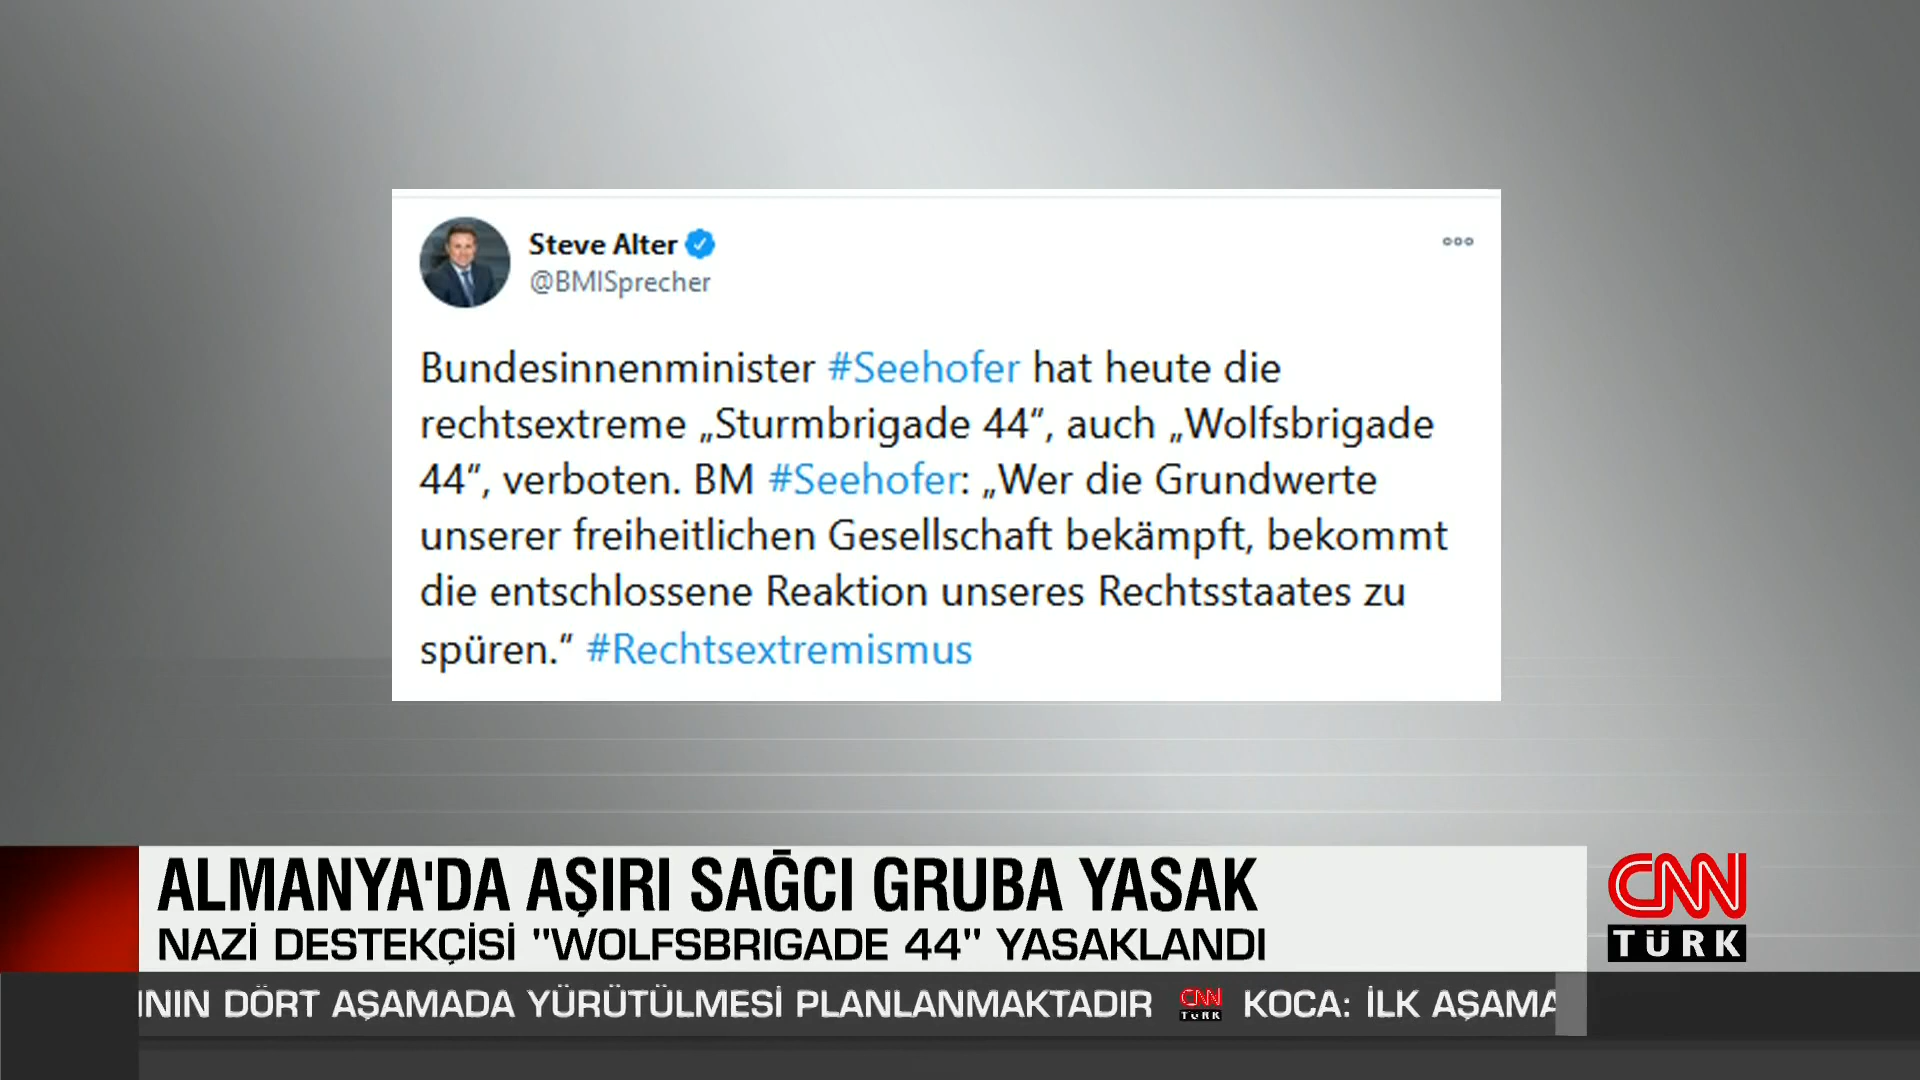 Steve Alter
@BMISprecher
Bundesinnenminister #Seehofer hat heute die
rechtsextreme „Sturmbrigade 44“, auch „Wolfsbrigade
44“, verboten. BM #Seehofer: „Wer die Grundwerte
unserer freiheitlichen Gesellschaft bekämpft, bekommt
die entschlossene Reaktion unseres Rechtsstaates zu
spüren.“ #Rechtsextremismus
ALMANYA'DA AŞIRI SAĞCI GRUBA YASAK
NAZİ DESTEKÇİSİ "WOLFSBRIGADE 44" YASAKLANDI
CNN
TÜRK
ININ DÖRT AŞAMADA YÜRÜTÜLMESİ PLANLANMAKTADIR CNN TÜRK KOCA: İLK AŞAMA